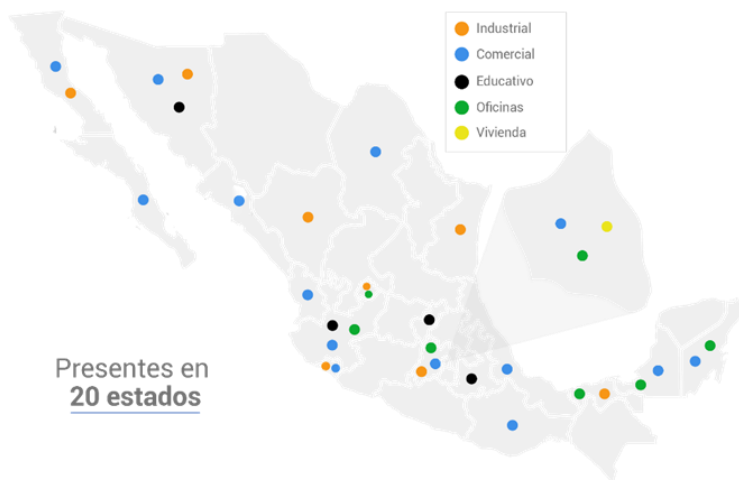 Industrial
Comercial
Educativo
Oficinas
Vivienda
Presentes en
20 estados